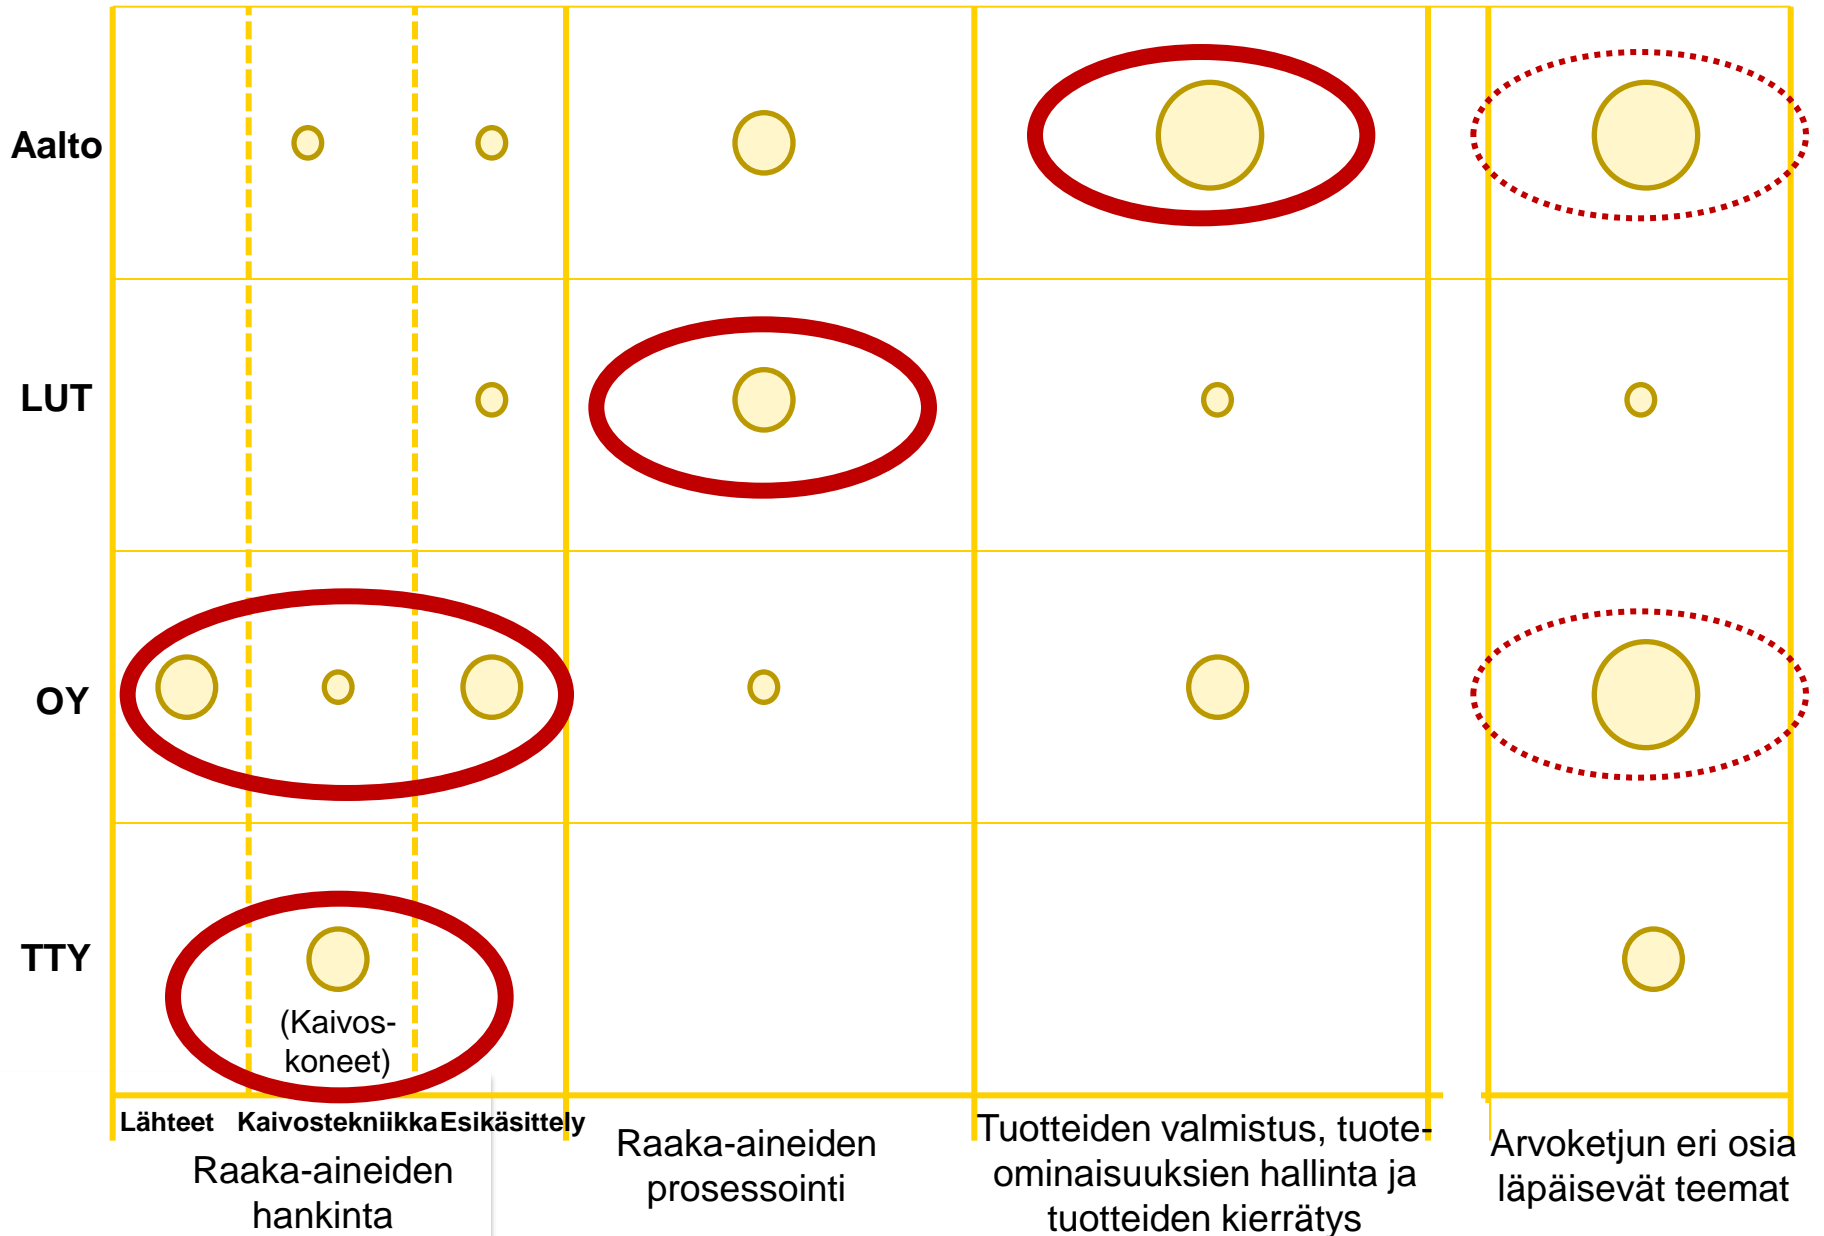 Aalto
LUT
OY
TTY
(Kaivos-
koneet)
Lähteet Kaivostekniikka Esikäsittely
Raaka-aineiden
hankinta
Raaka-aineiden
prosessointi
Tuotteiden valmistus, tuote-
ominaisuuksien hallinta ja
tuotteiden kierrätys
Arvoketjun eri osia
läpäisevät teemat